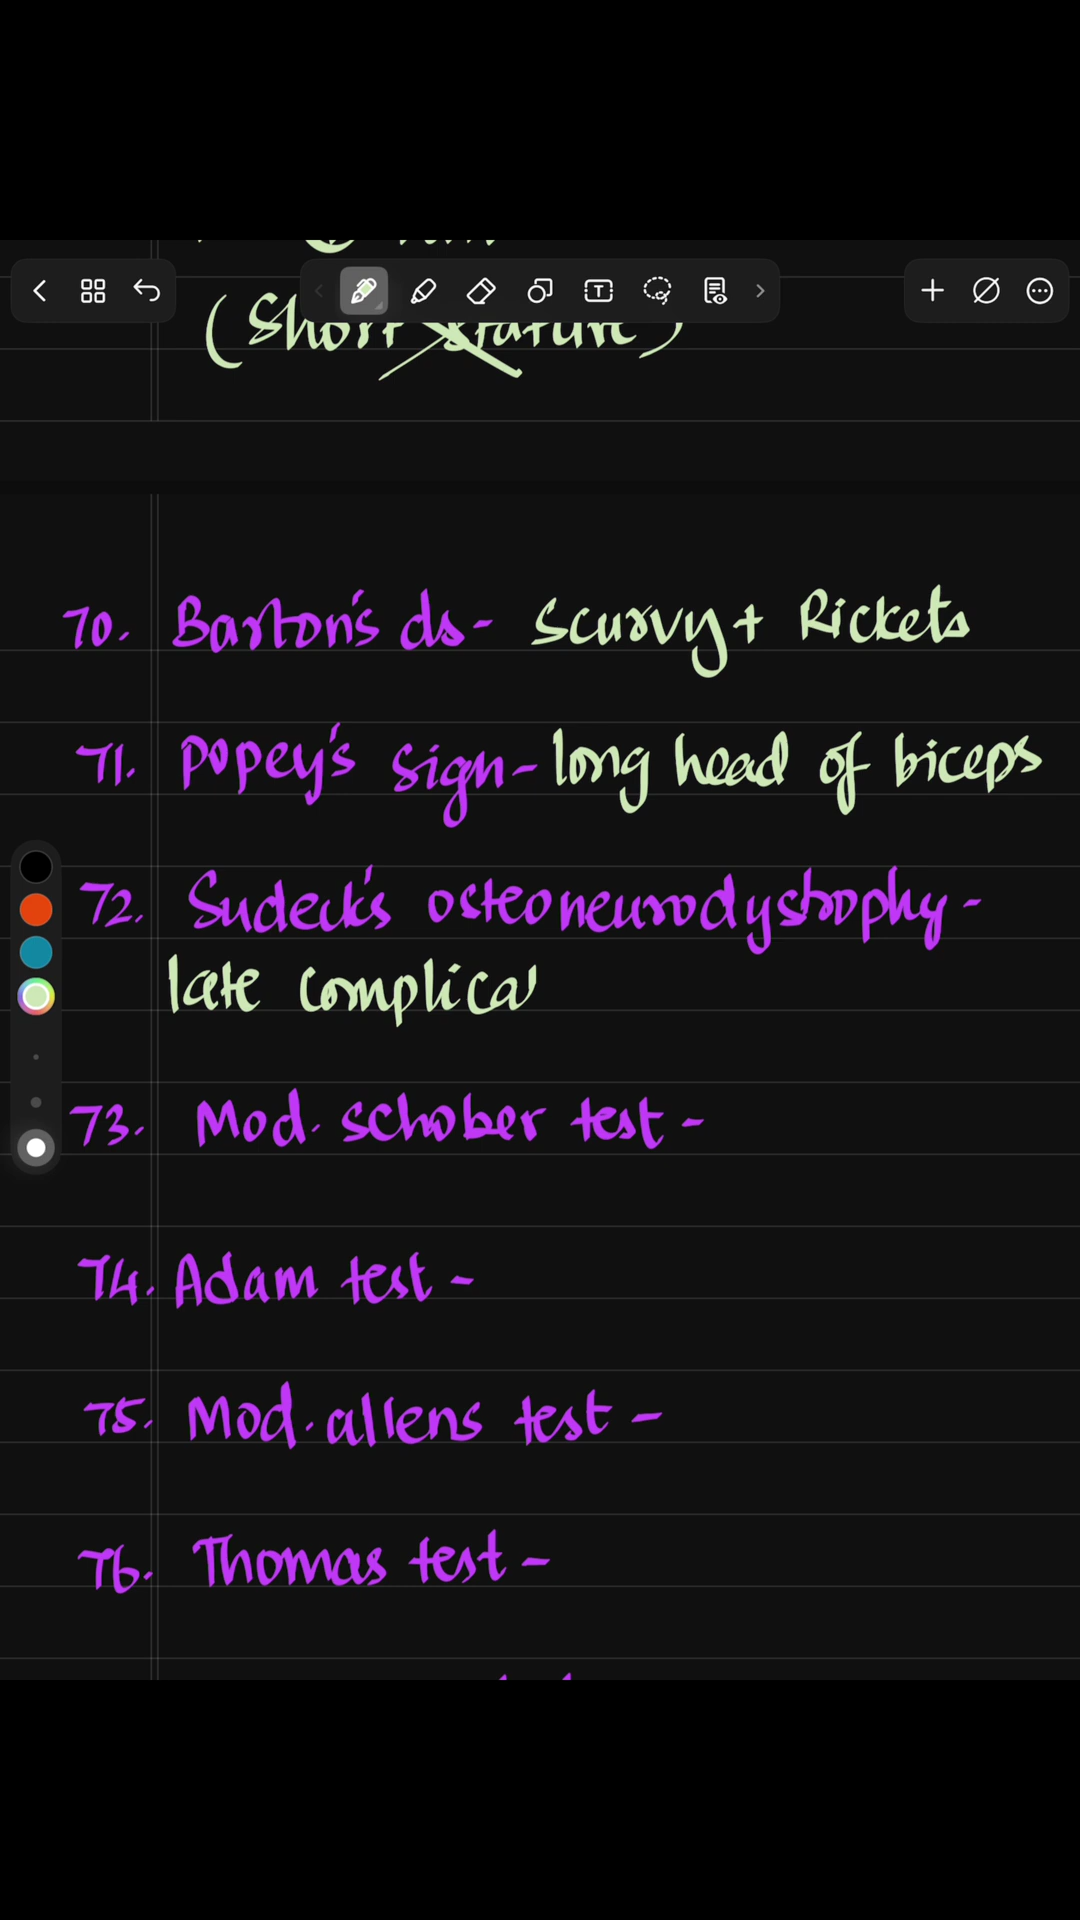 (Short stature)
70. Barton's ds - Scurvy + Rickets
71. Popey's sign - long head of biceps
72. Sudeck's osteoneurodystrophy -
late complica
73. Mod. schober test -
74. Adam test -
75. Mod. allens test -
76. Thomas test -